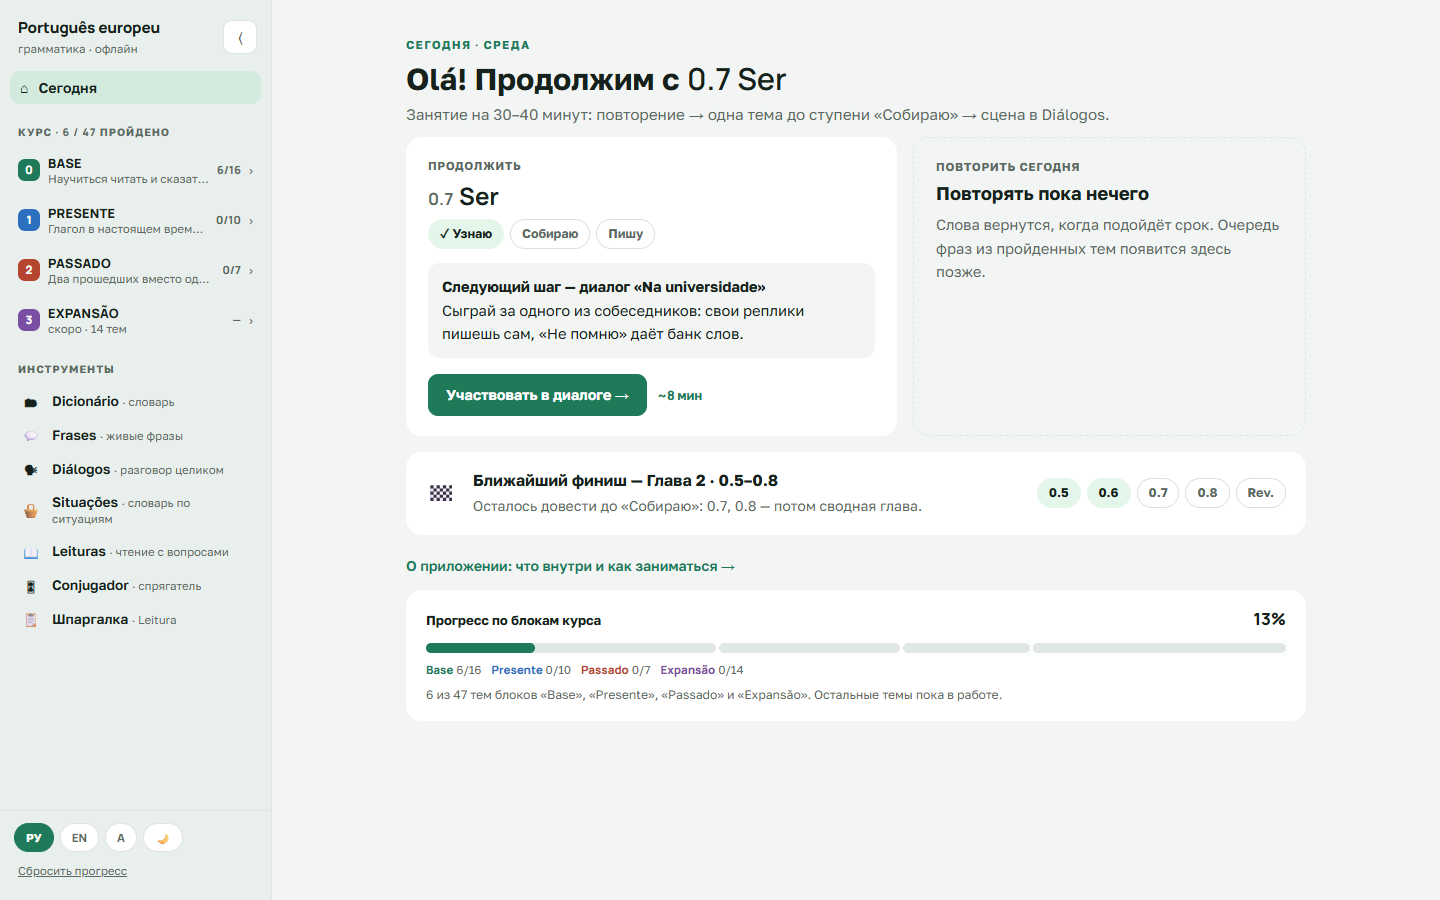 Português europeu
грамматика · офлайн
⟨
Сегодня
КУРС · 6 / 47 ПРОЙДЕНО
0 BASE 6/16 ›
Научиться читать и сказат…
1 PRESENTE 0/10 ›
Глагол в настоящем врем…
2 PASSADO 0/7 ›
Два прошедших вместо од…
3 EXPANSÃO — ›
скоро · 14 тем
ИНСТРУМЕНТЫ
Dicionário · словарь
Frases · живые фразы
Diálogos · разговор целиком
Situações · словарь по
ситуациям
Leituras · чтение с вопросами
Conjugador · спрягатель
Шпаргалка · Leitura
РУ EN A
Сбросить прогресс
СЕГОДНЯ · СРЕДА
Olá! Продолжим с 0.7 Ser
Занятие на 30–40 минут: повторение → одна тема до ступени «Собираю» → сцена в Diálogos.
ПРОДОЛЖИТЬ
0.7 Ser
✓ Узнаю Собираю Пишу
Следующий шаг — диалог «Na universidade»
Сыграй за одного из собеседников: свои реплики
пишешь сам, «Не помню» даёт банк слов.
Участвовать в диалоге → ~8 мин
ПОВТОРИТЬ СЕГОДНЯ
Повторять пока нечего
Слова вернутся, когда подойдёт срок. Очередь
фраз из пройденных тем появится здесь
позже.
Ближайший финиш — Глава 2 · 0.5–0.8
Осталось довести до «Собираю»: 0.7, 0.8 — потом сводная глава.
0.5 0.6 0.7 0.8 Rev.
О приложении: что внутри и как заниматься →
Прогресс по блокам курса 13%
Base 6/16 Presente 0/10 Passado 0/7 Expansão 0/14
6 из 47 тем блоков «Base», «Presente», «Passado» и «Expansão». Остальные темы пока в работе.